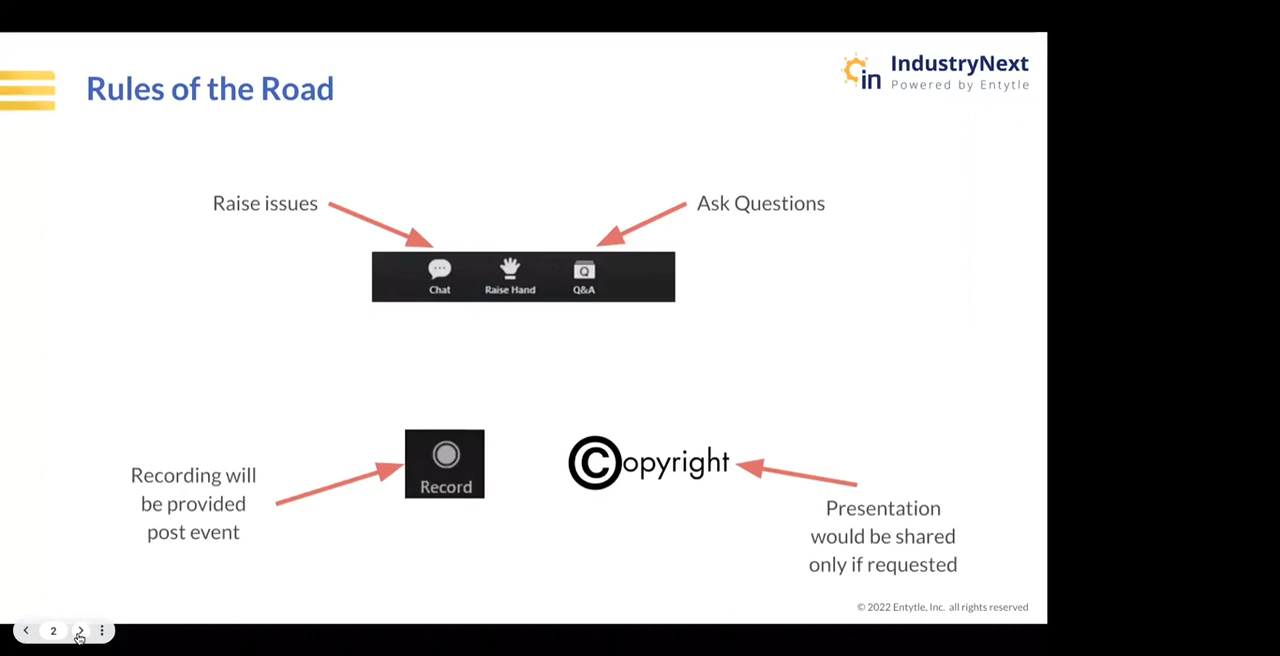 Rules of the Road
in IndustryNext
Powered by Entytle
Raise issues
Ask Questions
Chat
Raise Hand
Q
Q&A
Record
©opyright
Recording will
be provided
post event
Presentation
would be shared
only if requested
© 2022 Entytle, Inc. all rights reserved
2